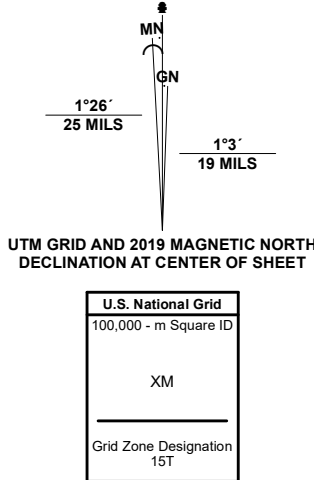 MN
GN
1°26´
25 MILS
1°3´
19 MILS
UTM GRID AND 2019 MAGNETIC NORTH
DECLINATION AT CENTER OF SHEET
U.S. National Grid
100,000 - m Square ID
XM
Grid Zone Designation
15T